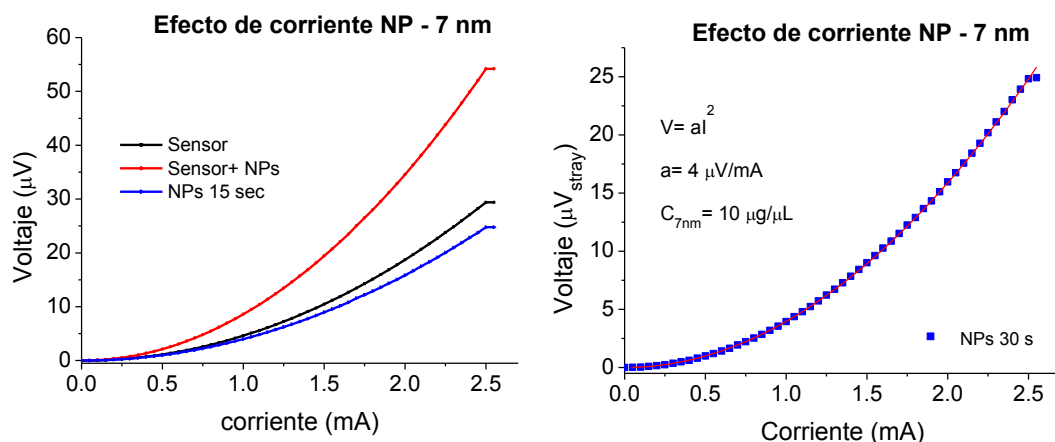 Efecto de corriente NP - 7 nm
60
50
40
30
20
10
0
Voltaje (μV)
Sensor
Sensor+ NPs
NPs 15 sec
0.0 0.5 1.0 1.5 2.0 2.5
corriente (mA)
Efecto de corriente NP - 7 nm
25
20
15
10
5
0
Voltaje (μV_stray)
V= aI²
a= 4 μV/mA
C_7nm= 10 μg/μL
NPs 30 s
0.0 0.5 1.0 1.5 2.0 2.5
Corriente (mA)